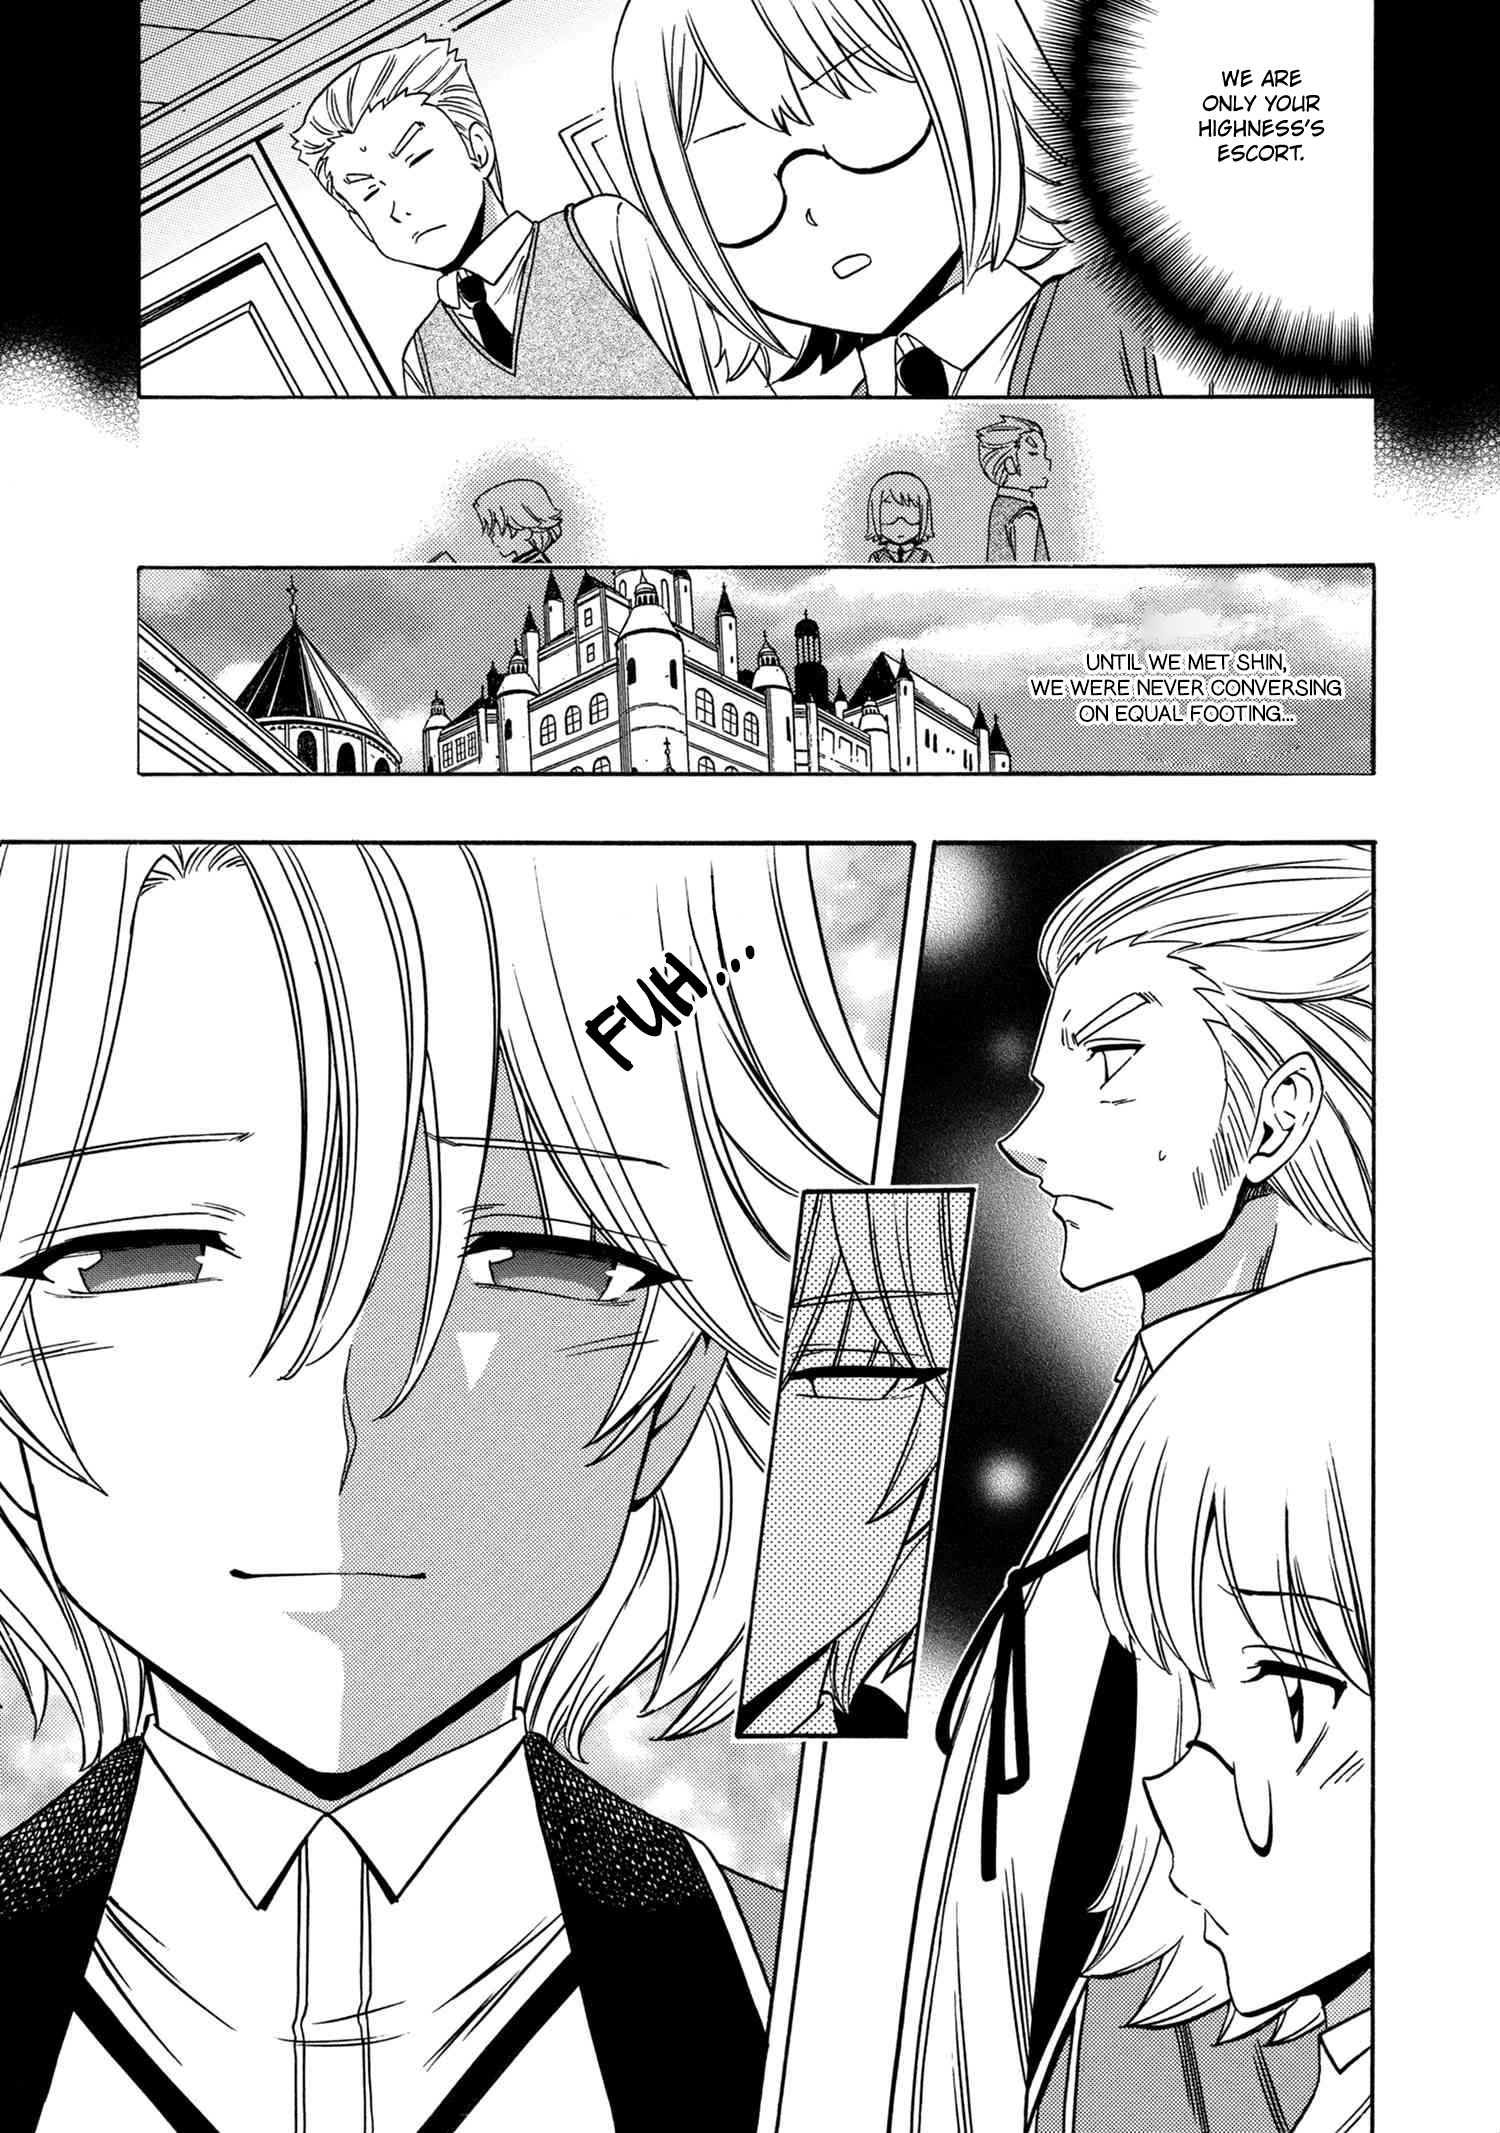 WE ARE
ONLY YOUR
HIGHNESS'S
ESCORT.
UNTIL WE MET SHIN,
WE WERE NEVER CONVERSING
ON EQUAL FOOTING...
FUH...